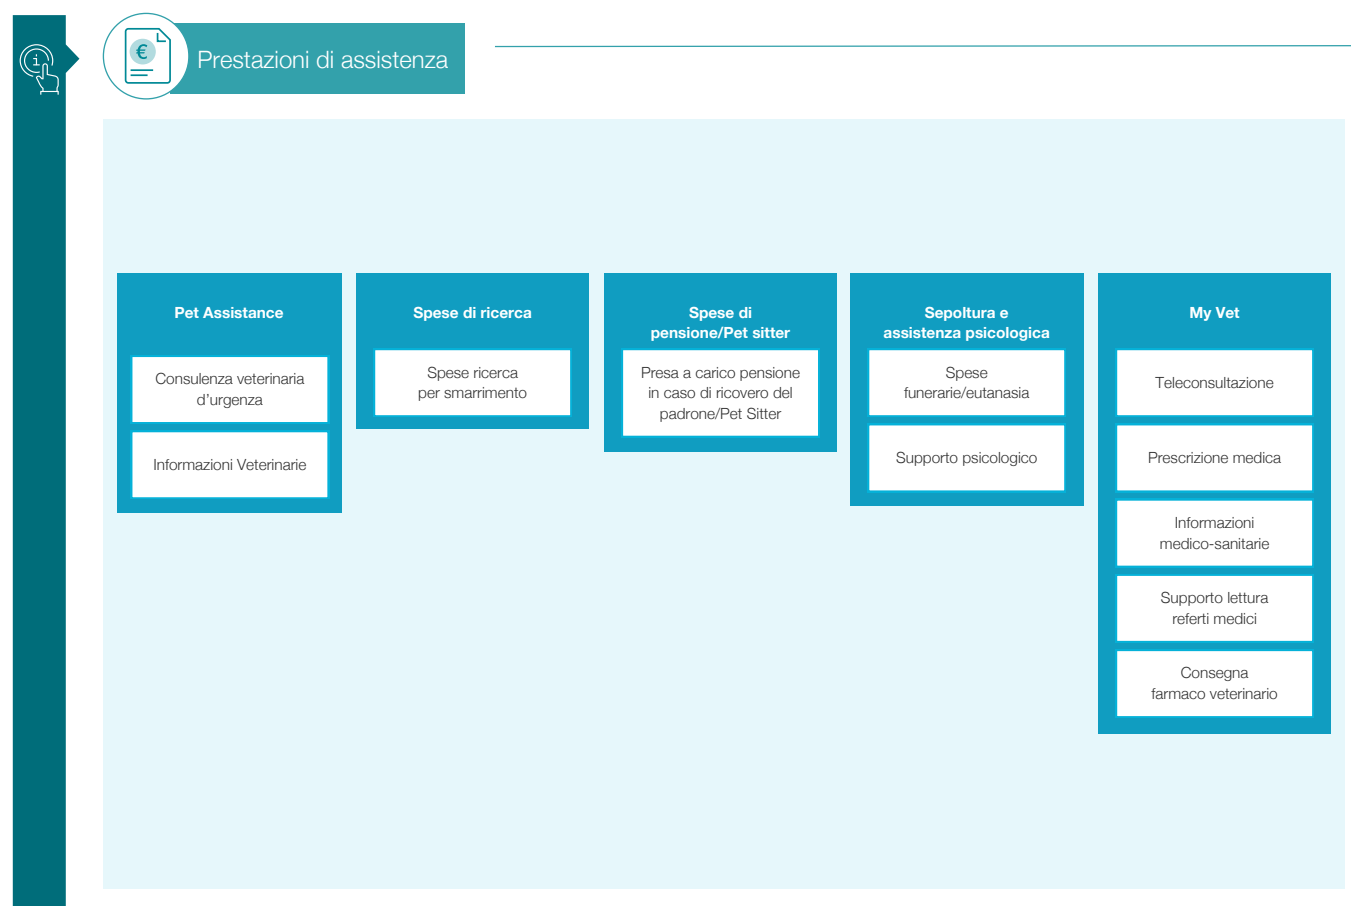 i
€
Prestazioni di assistenza
Pet Assistance
Consulenza veterinaria
d'urgenza
Informazioni Veterinarie
Spese di ricerca
Spese ricerca
per smarrimento
Spese di
pensione/Pet sitter
Presa a carico pensione
in caso di ricovero del
padrone/Pet Sitter
Sepoltura e
assistenza psicologica
Spese
funerarie/eutanasia
Supporto psicologico
My Vet
Teleconsultazione
Prescrizione medica
Informazioni
medico-sanitarie
Supporto lettura
referti medici
Consegna
farmaco veterinario